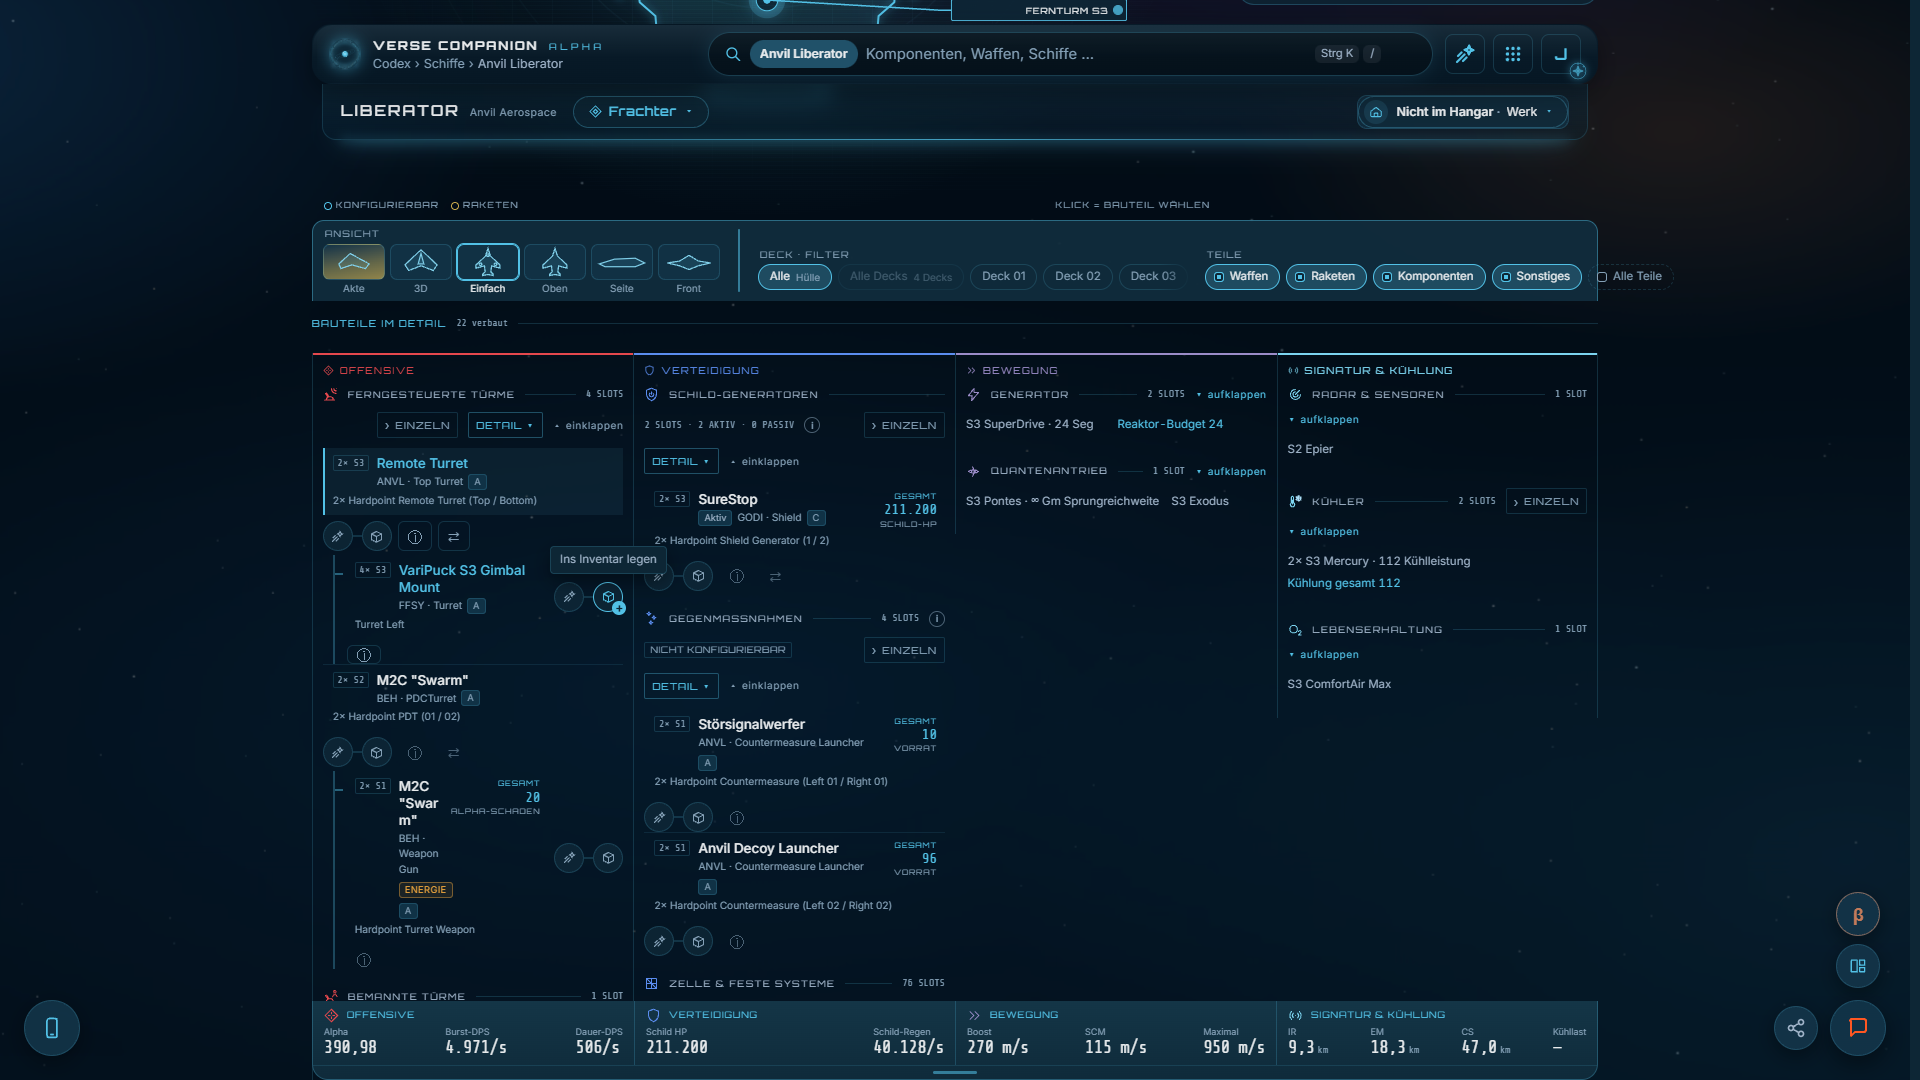 FERNTURM S3
VERSE COMPANION ALPHA
Codex › Schiffe › Anvil Liberator
Anvil Liberator Komponenten, Waffen, Schiffe ... Strg K /
LIBERATOR Anvil Aerospace Frachter
Nicht im Hangar · Werk
KONFIGURIERBAR RAKETEN
KLICK = BAUTEIL WÄHLEN
ANSICHT
Akte 3D Einfach Oben Seite Front
DECK · FILTER
Alle Hülle Alle Decks 4 Decks Deck 01 Deck 02 Deck 03
TEILE
Waffen Raketen Komponenten Sonstiges Alle Teile
BAUTEILE IM DETAIL 22 verbaut
OFFENSIVE
FERNGESTEUERTE TÜRME 4 SLOTS
› EINZELN DETAIL einklappen
2× S3 Remote Turret
ANVL · Top Turret A
2× Hardpoint Remote Turret (Top / Bottom)
Ins Inventar legen
4× S3 VariPuck S3 Gimbal
Mount
FFSY · Turret A
Turret Left
2× S2 M2C "Swarm"
BEH · PDCTurret A
2× Hardpoint PDT (01 / 02)
2× S1 M2C
"Swar
m"
GESAMT
20
ALPHA-SCHADEN
BEH ·
Weapon
Gun
ENERGIE
A
Hardpoint Turret Weapon
BEMANNTE TÜRME 1 SLOT
VERTEIDIGUNG
SCHILD-GENERATOREN
2 SLOTS · 2 AKTIV · 0 PASSIV › EINZELN
DETAIL einklappen
2× S3 SureStop
Aktiv GODI · Shield C
GESAMT
211.200
SCHILD-HP
2× Hardpoint Shield Generator (1 / 2)
GEGENMASSNAHMEN 4 SLOTS
NICHT KONFIGURIERBAR › EINZELN
DETAIL einklappen
2× S1 Störsignalwerfer
ANVL · Countermeasure Launcher
A
GESAMT
10
VORRAT
2× Hardpoint Countermeasure (Left 01 / Right 01)
2× S1 Anvil Decoy Launcher
ANVL · Countermeasure Launcher
A
GESAMT
96
VORRAT
2× Hardpoint Countermeasure (Left 02 / Right 02)
ZELLE & FESTE SYSTEME 76 SLOTS
BEWEGUNG
GENERATOR 2 SLOTS aufklappen
S3 SuperDrive · 24 Seg Reaktor-Budget 24
QUANTENANTRIEB 1 SLOT aufklappen
S3 Pontes · ∞ Gm Sprungreichweite S3 Exodus
SIGNATUR & KÜHLUNG
RADAR & SENSOREN 1 SLOT
aufklappen
S2 Epier
KÜHLER 2 SLOTS › EINZELN
aufklappen
2× S3 Mercury · 112 Kühlleistung
Kühlung gesamt 112
LEBENSERHALTUNG 1 SLOT
aufklappen
S3 ComfortAir Max
β
OFFENSIVE
Alpha Burst-DPS Dauer-DPS
390,98 4.971/s 506/s
VERTEIDIGUNG
Schild HP Schild-Regen
211.200 40.128/s
BEWEGUNG
Boost SCM Maximal
270 m/s 115 m/s 950 m/s
SIGNATUR & KÜHLUNG
IR EM CS Kühllast
9,3 km 18,3 km 47,0 km –